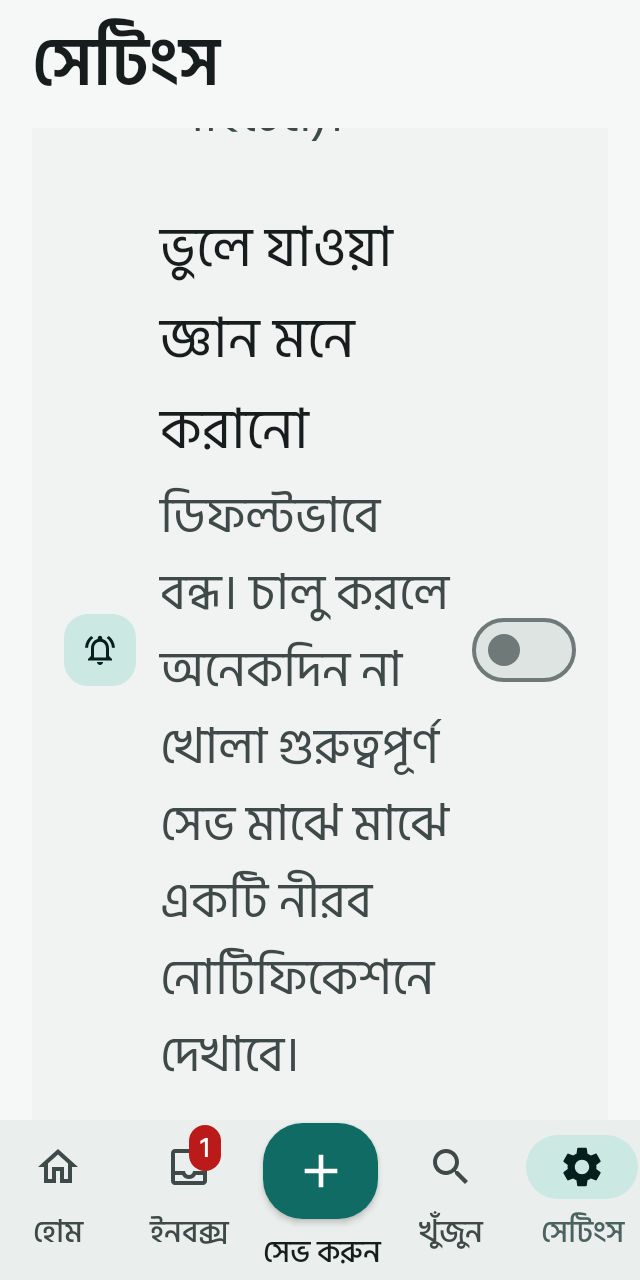 সেটিংস
ভুলে যাওয়া
জ্ঞান মনে
করানো
ডিফল্টভাবে
বন্ধ। চালু করলে
অনেকদিন না
খোলা গুরুত্বপূর্ণ
সেভ মাঝে মাঝে
একটি নীরব
নোটিফিকেশনে
দেখাবে।
1
হোম
ইনবক্স
সেভ করুন
খুঁজুন
সেটিংস